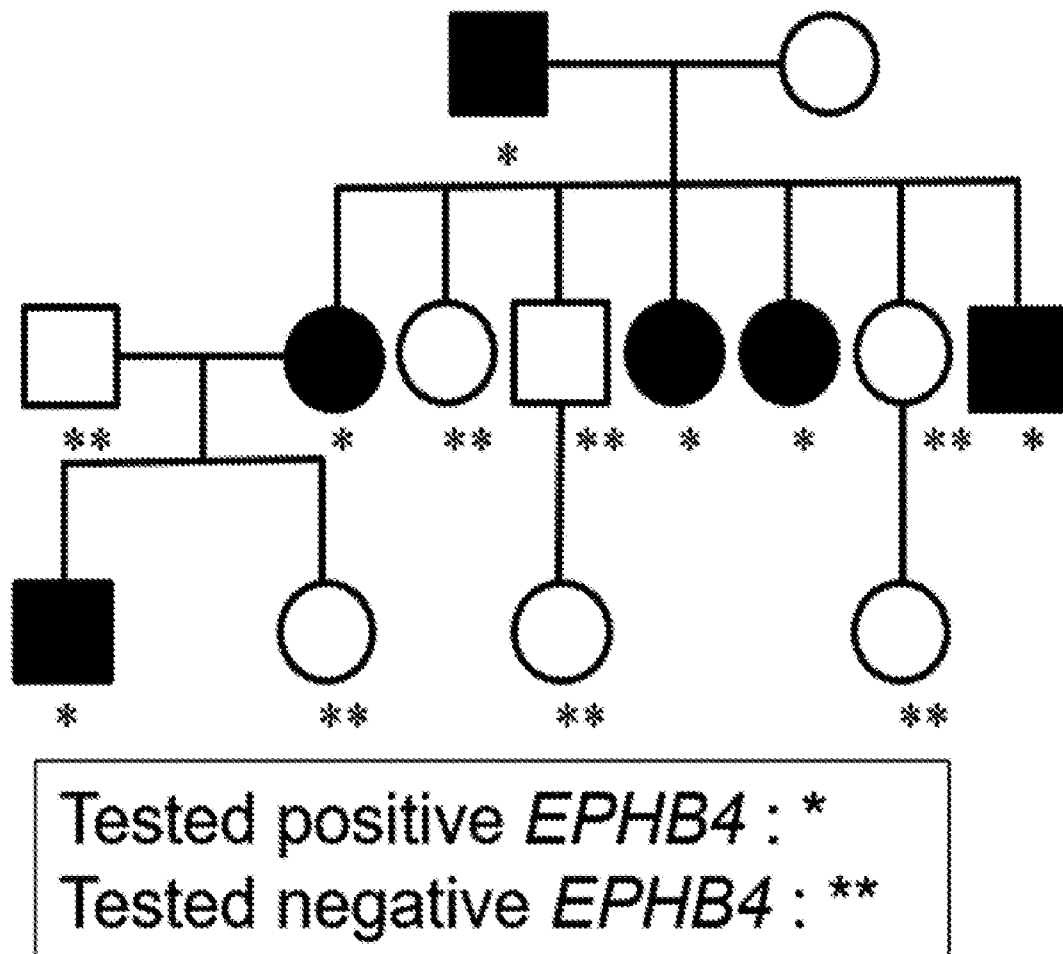 *
** * ** ** * * ** *
* ** ** **
Tested positive EPHB4 : *
Tested negative EPHB4 : **